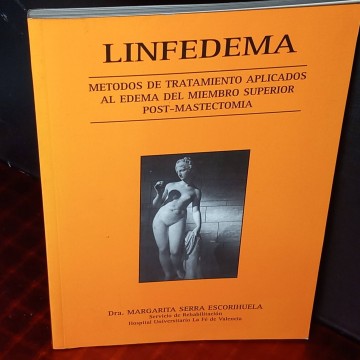 LINFEDEMA
METODOS DE TRATAMIENTO APLICADOS
AL EDEMA DEL MIEMBRO SUPERIOR
POST-MASTECTOMIA
Dra. MARGARITA SERRA ESCORIHUELA
Servicio de Rehabilitación
Hospital Universitario La Fé de Valencia